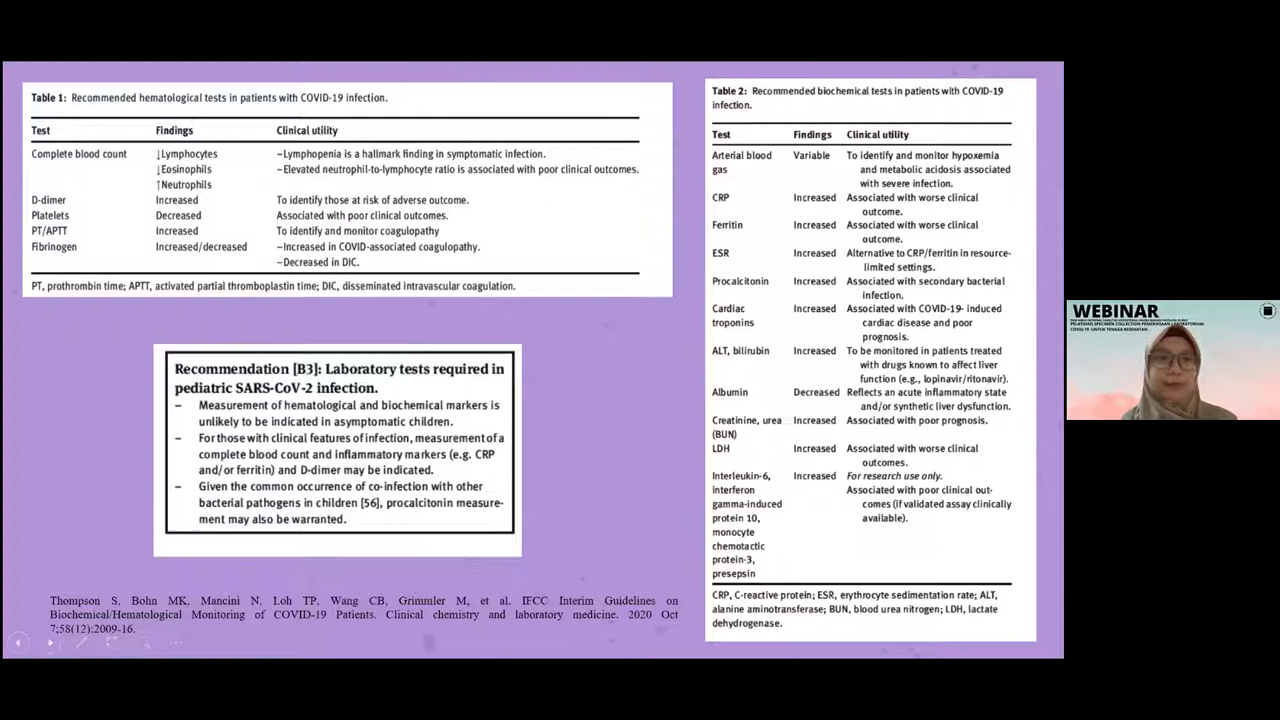 Table 1: Recommended hematological tests in patients with COVID-19 infection.
Test Findings Clinical utility
Complete blood count ↓Lymphocytes –Lymphopenia is a hallmark finding in symptomatic infection.
↓Eosinophils –Elevated neutrophil-to-lymphocyte ratio is associated with poor clinical outcomes.
↑Neutrophils
D-dimer Increased To identify those at risk of adverse outcome.
Platelets Decreased Associated with poor clinical outcomes.
PT/APTT Increased To identify and monitor coagulopathy
Fibrinogen Increased/decreased –Increased in COVID-associated coagulopathy.
–Decreased in DIC.
PT, prothrombin time; APTT, activated partial thromboplastin time; DIC, disseminated intravascular coagulation.
Recommendation [B3]: Laboratory tests required in
pediatric SARS-CoV-2 infection.
– Measurement of hematological and biochemical markers is
unlikely to be indicated in asymptomatic children.
– For those with clinical features of infection, measurement of a
complete blood count and inflammatory markers (e.g. CRP
and/or ferritin) and D-dimer may be indicated.
– Given the common occurrence of co-infection with other
bacterial pathogens in children [56], procalcitonin measure-
ment may also be warranted.
Thompson S, Bohn MK, Mancini N, Loh TP, Wang CB, Grimmler M, et al. IFCC Interim Guidelines on
Biochemical/Hematological Monitoring of COVID-19 Patients. Clinical chemistry and laboratory medicine. 2020 Oct
7;58(12):2009-16.
Table 2: Recommended biochemical tests in patients with COVID-19
infection.
Test Findings Clinical utility
Arterial blood Variable To identify and monitor hypoxemia
gas and metabolic acidosis associated
with severe infection.
CRP Increased Associated with worse clinical
outcome.
Ferritin Increased Associated with worse clinical
outcome.
ESR Increased Alternative to CRP/ferritin in resource-
limited settings.
Procalcitonin Increased Associated with secondary bacterial
infection.
Cardiac Increased Associated with COVID-19- induced
troponins cardiac disease and poor
prognosis.
ALT, bilirubin Increased To be monitored in patients treated
with drugs known to affect liver
function (e.g., lopinavir/ritonavir).
Albumin Decreased Reflects an acute inflammatory state
and/or synthetic liver dysfunction.
Creatinine, urea Increased Associated with poor prognosis.
(BUN)
LDH Increased Associated with worse clinical
outcomes.
Interleukin-6, Increased For research use only.
interferon Associated with poor clinical out-
gamma-induced comes (if validated assay clinically
protein 10, available).
monocyte
chemotactic
protein-3,
presepsin
CRP, C-reactive protein; ESR, erythrocyte sedimentation rate; ALT,
alanine aminotransferase; BUN, blood urea nitrogen; LDH, lactate
dehydrogenase.
WEBINAR
PELATIHAN SPECIMEN COLLECTION PEMERIKSAAN LABORATORIUM
COVID-19 UNTUK TENAGA KESEHATAN